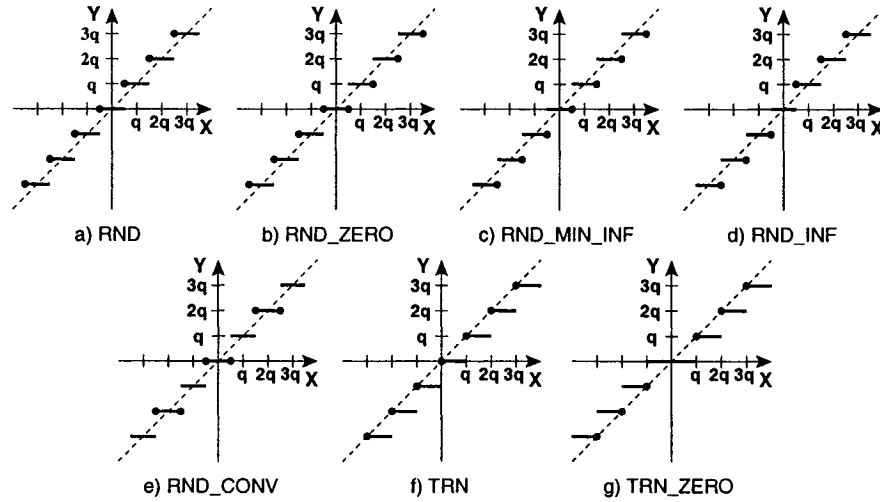 Y Y Y Y
3q 3q 3q 3q
2q 2q 2q 2q
q q q q
q 2q 3q q 2q 3q q 2q 3q q 2q 3q
X X X X
a) RND b) RND_ZERO c) RND_MIN_INF d) RND_INF
Y Y Y
3q 3q 3q
2q 2q 2q
q q q
q 2q 3q q 2q 3q q 2q 3q
X X X
e) RND_CONV f) TRN g) TRN_ZERO